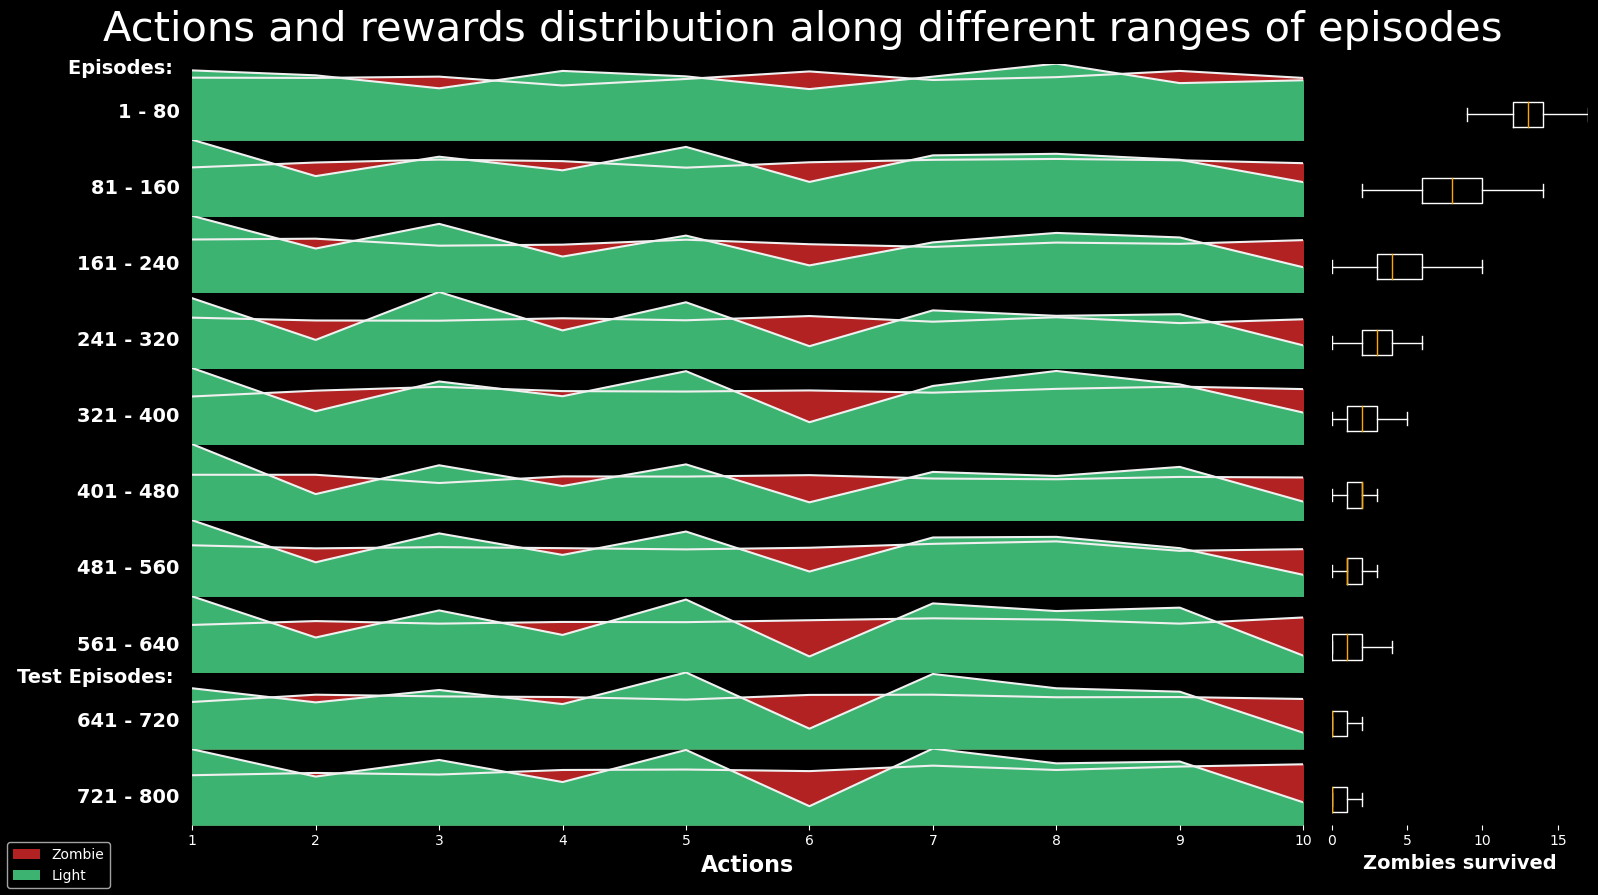 Actions and rewards distribution along different ranges of episodes
Episodes:
1 - 80
81 - 160
161 - 240
241 - 320
321 - 400
401 - 480
481 - 560
561 - 640
Test Episodes:
641 - 720
721 - 800
1 2 3 4 5 6 7 8 9 10
0 5 10 15
Actions
Zombies survived
Zombie
Light